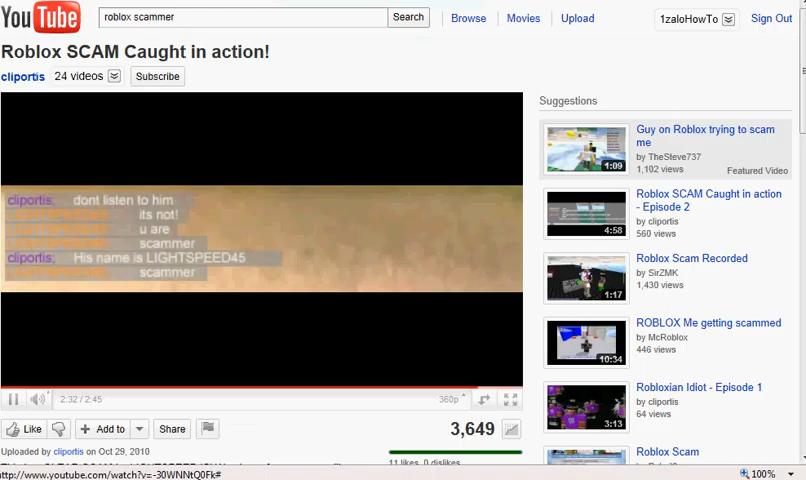 YouTube
roblox scammer
Search
Browse
Movies
Upload
1zaloHowTo
Sign Out
Roblox SCAM Caught in action!
cliportis
24 videos
Subscribe
cliportis; dont listen to him
its not!
u are
scammer
cliportis; His name is LIGHTSPEED45
scammer
2:32 / 2:45
360p
Like
Add to
Share
3,649
Uploaded by cliportis on Oct 29, 2010
11 likes, 0 dislikes
Suggestions
1:09
Guy on Roblox trying to scam
me
by TheSteve737
1,102 views
Featured Video
4:58
Roblox SCAM Caught in action
- Episode 2
by cliportis
560 views
1:17
Roblox Scam Recorded
by SirZMK
1,430 views
10:34
ROBLOX Me getting scammed
by McRoblox
446 views
3:13
Robloxian Idiot - Episode 1
by cliportis
64 views
Roblox Scam
http://www.youtube.com/watch?v=-30WNNtQ0Fk#
100%